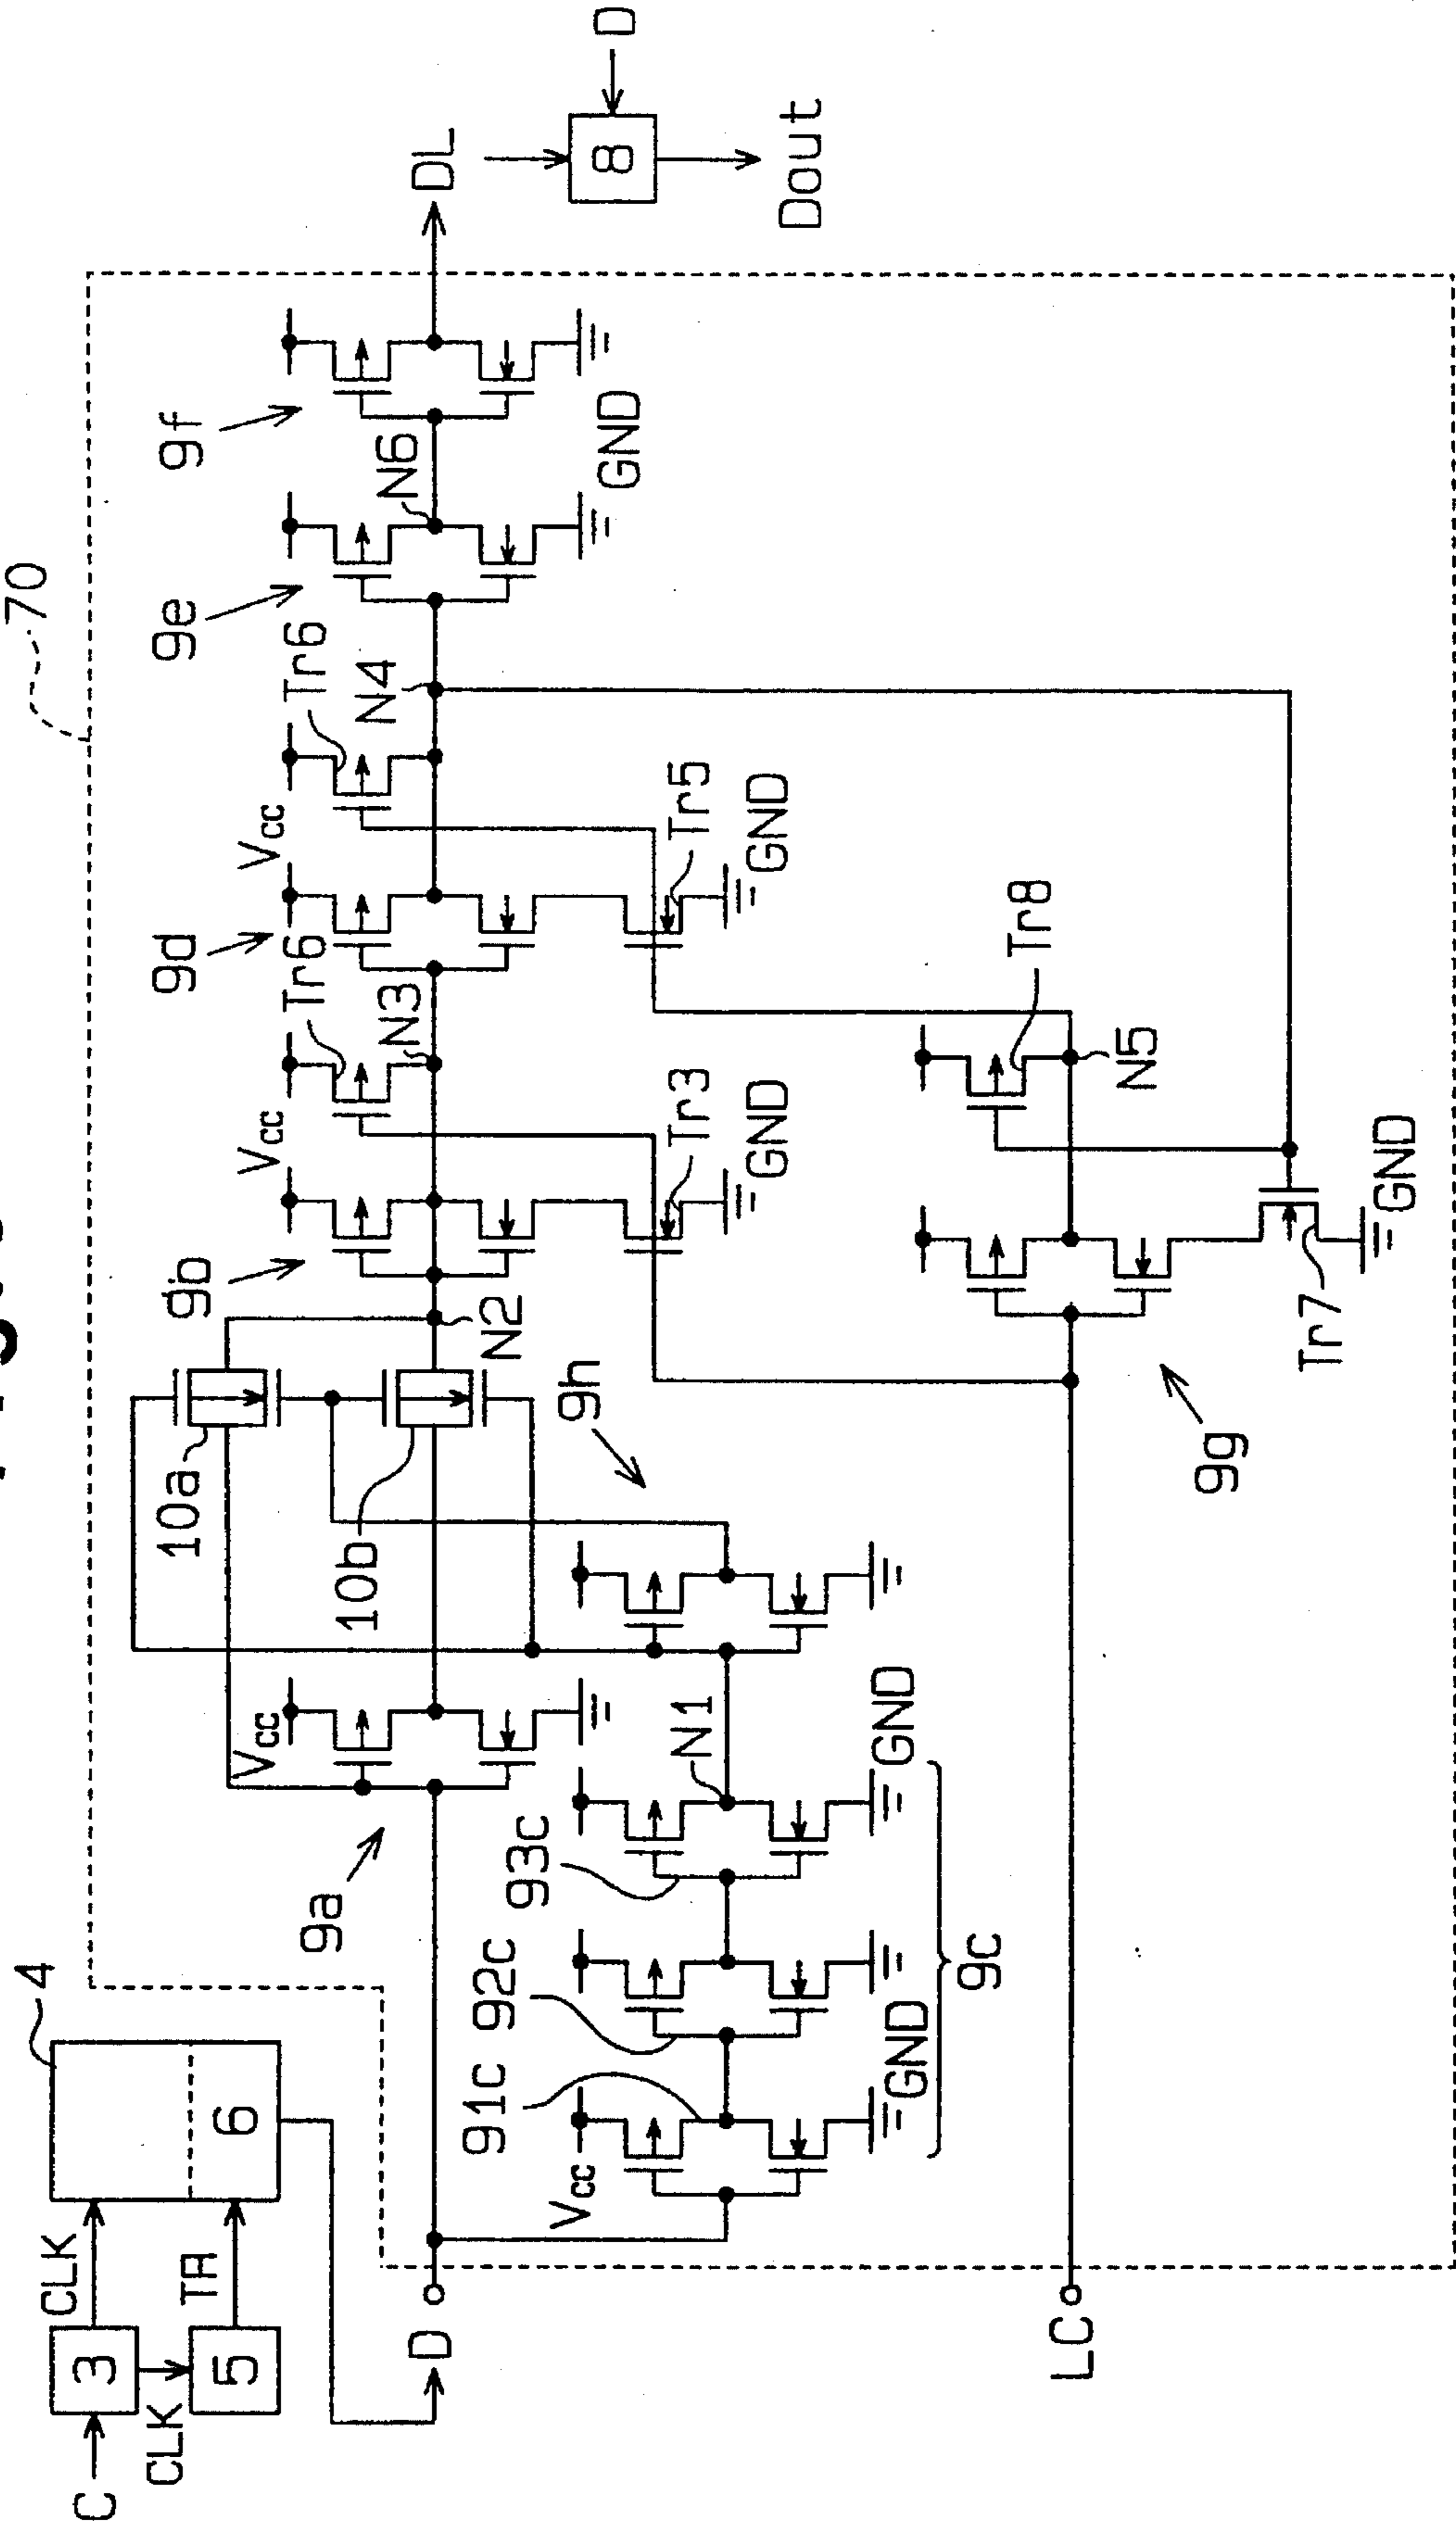 70
C
3
CLK
CLK
5
TR
4
6
D
9a
Vcc
10a
10b
9b
N2
Vcc
Tr6
N3
9d
Vcc
Tr6
N4
9e
N6
9f
GND
DL
8
D
Dout
9h
Tr3
GND
Tr5
GND
Vcc
91c
92c
93c
N1
GND
GND
9c
LC
9g
Tr8
N5
Tr7
GND